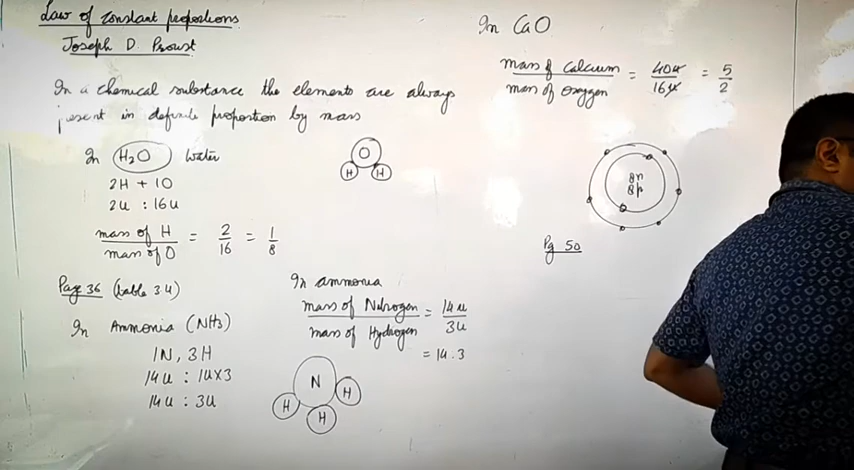 Law of constant proportions
Joseph D. Proust
In a chemical substance the elements are always
present in definite proportion by mass
In H2O water
2H + 1O
2u : 16u
mass of H / mass of O = 2/16 = 1/8
O
H H
Page 36 (table 3.4)
In Ammonia (NH3)
1N, 3H
14u : 1u×3
14u : 3u
In ammonia
mass of Nitrogen / mass of Hydrogen = 14u/3u
= 14:3
N
H H H
In CaO
mass of calcium / mass of oxygen = 40u/16u = 5/2
8n
8p
Pg 50